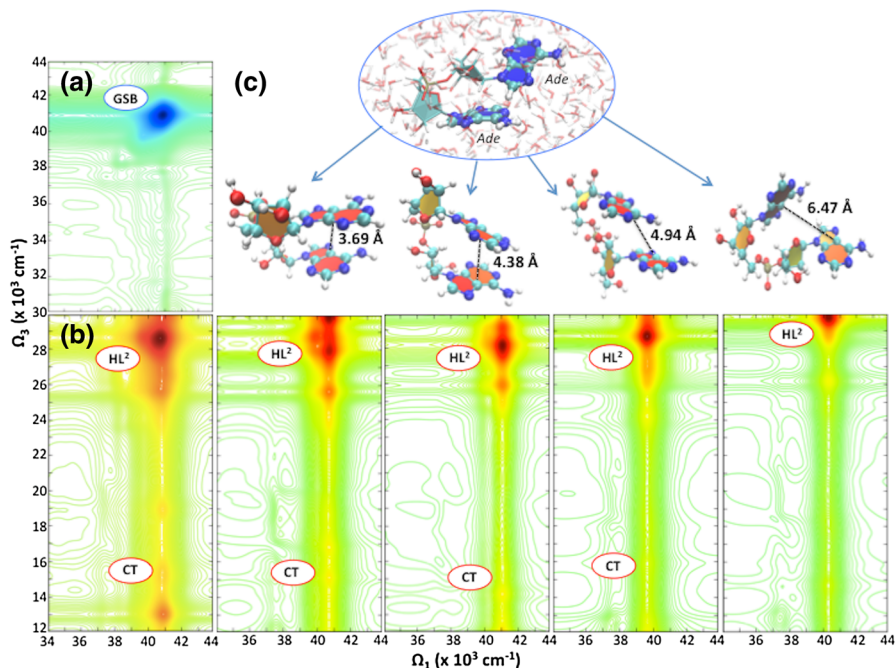 (a)
GSB
44
42
40
38
36
34
32
30
(c)
Ade
Ade
3.69 Å
4.38 Å
4.94 Å
6.47 Å
Ω3 (x 10³ cm⁻¹)
(b)
HL²
HL²
HL²
HL²
HL²
28
26
24
22
20
18
16
14
12
CT
CT
CT
CT
34 36 38 40 42 44
36 38 40 42 44
36 38 40 42 44
36 38 40 42 44
36 38 40 42 44
Ω1 (x 10³ cm⁻¹)